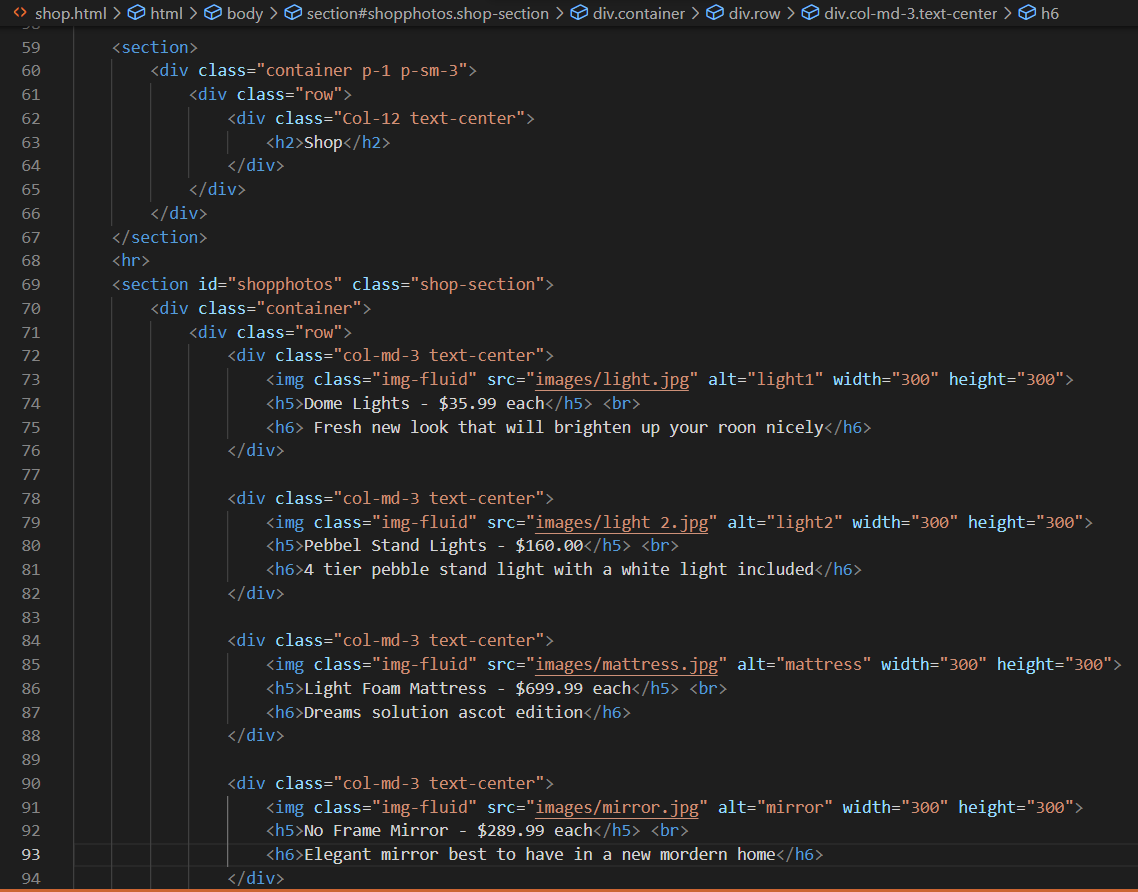 shop.html > html > body > section#shopphotos.shop-section > div.container > div.row > div.col-md-3.text-center > h6
59 <section>
60 <div class="container p-1 p-sm-3">
61 <div class="row">
62 <div class="Col-12 text-center">
63 <h2>Shop</h2>
64 </div>
65 </div>
66 </div>
67 </section>
68 <hr>
69 <section id="shopphotos" class="shop-section">
70 <div class="container">
71 <div class="row">
72 <div class="col-md-3 text-center">
73 <img class="img-fluid" src="images/light.jpg" alt="light1" width="300" height="300">
74 <h5>Dome Lights - $35.99 each</h5> <br>
75 <h6> Fresh new look that will brighten up your roon nicely</h6>
76 </div>
77
78 <div class="col-md-3 text-center">
79 <img class="img-fluid" src="images/light 2.jpg" alt="light2" width="300" height="300">
80 <h5>Pebbel Stand Lights - $160.00</h5> <br>
81 <h6>4 tier pebble stand light with a white light included</h6>
82 </div>
83
84 <div class="col-md-3 text-center">
85 <img class="img-fluid" src="images/mattress.jpg" alt="mattress" width="300" height="300">
86 <h5>Light Foam Mattress - $699.99 each</h5> <br>
87 <h6>Dreams solution ascot edition</h6>
88 </div>
89
90 <div class="col-md-3 text-center">
91 <img class="img-fluid" src="images/mirror.jpg" alt="mirror" width="300" height="300">
92 <h5>No Frame Mirror - $289.99 each</h5> <br>
93 <h6>Elegant mirror best to have in a new mordern home</h6>
94 </div>